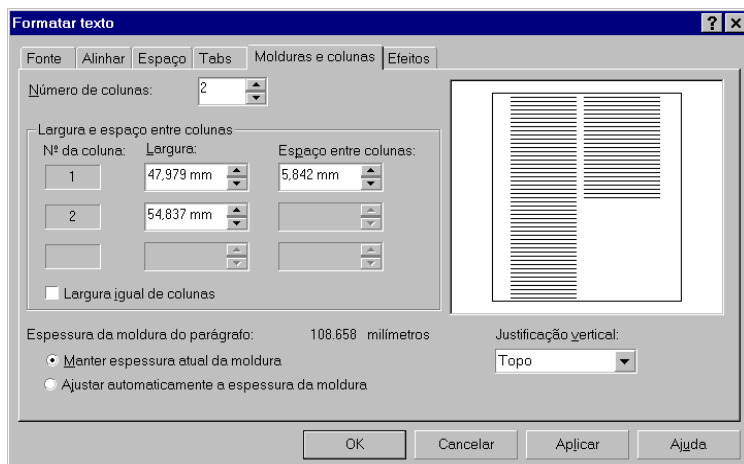 Formatar texto
Fonte Alinhar Espaço Tabs Molduras e colunas Efeitos
Número de colunas: 2
Largura e espaço entre colunas
Nº da coluna: Largura: Espaço entre colunas:
1 47,979 mm 5,842 mm
2 54,837 mm
Largura igual de colunas
Espessura da moldura do parágrafo: 108.658 milímetros Justificação vertical:
Manter espessura atual da moldura Topo
Ajustar automaticamente a espessura da moldura
OK Cancelar Aplicar Ajuda